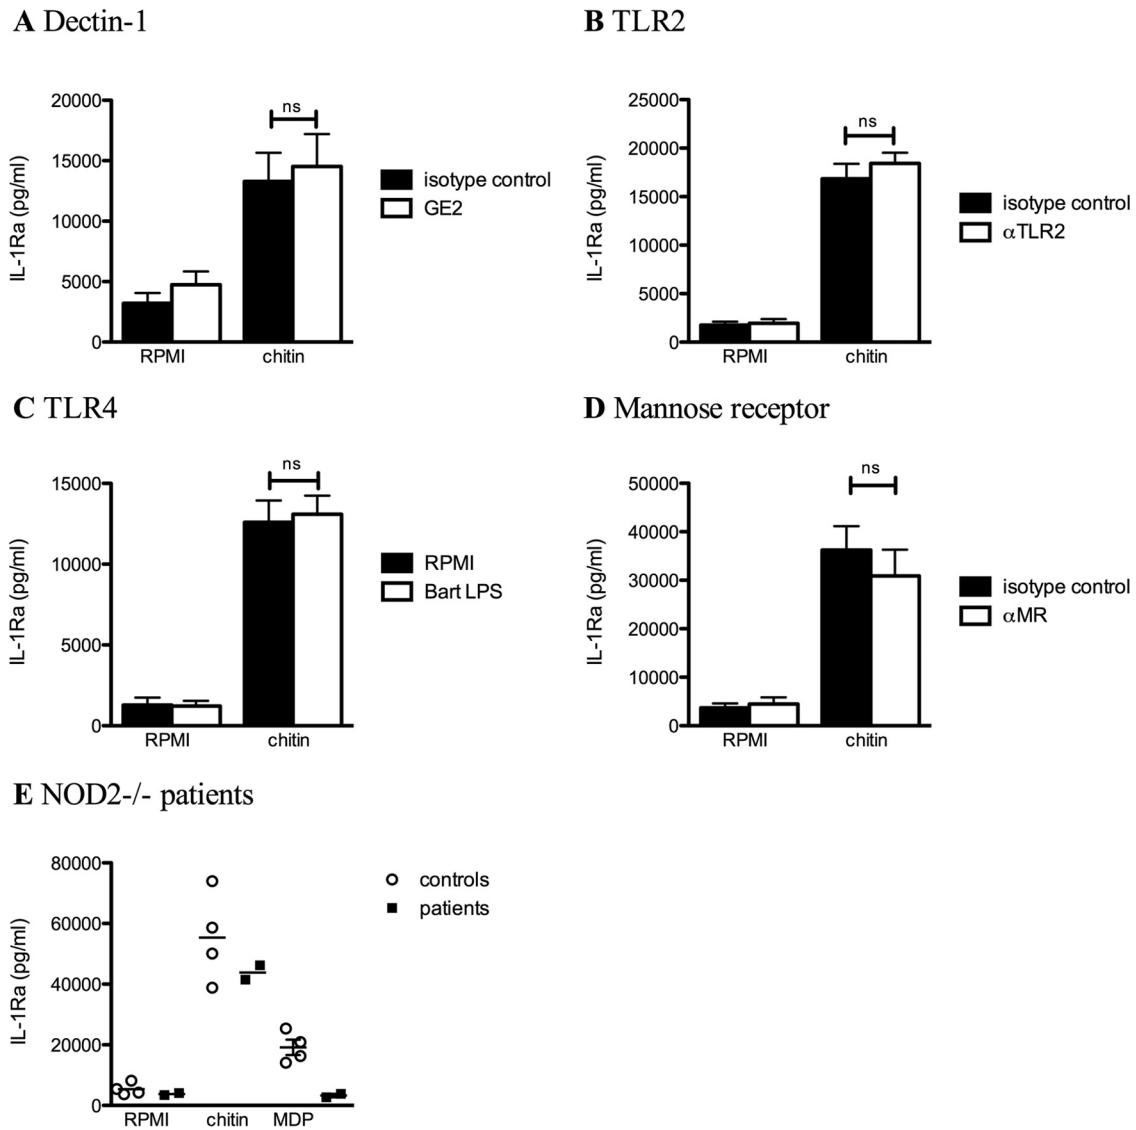 A Dectin-1
20000
15000
10000
5000
0
IL-1Ra (pg/ml)
ns
RPMI
chitin
isotype control
GE2
B TLR2
25000
20000
15000
10000
5000
0
IL-1Ra (pg/ml)
ns
RPMI
chitin
isotype control
αTLR2
C TLR4
15000
10000
5000
0
IL-1Ra (pg/ml)
ns
RPMI
chitin
RPMI
Bart LPS
D Mannose receptor
50000
40000
30000
20000
10000
0
IL-1Ra (pg/ml)
ns
RPMI
chitin
isotype control
αMR
E NOD2-/- patients
80000
60000
40000
20000
0
IL-1Ra (pg/ml)
RPMI
chitin
MDP
controls
patients